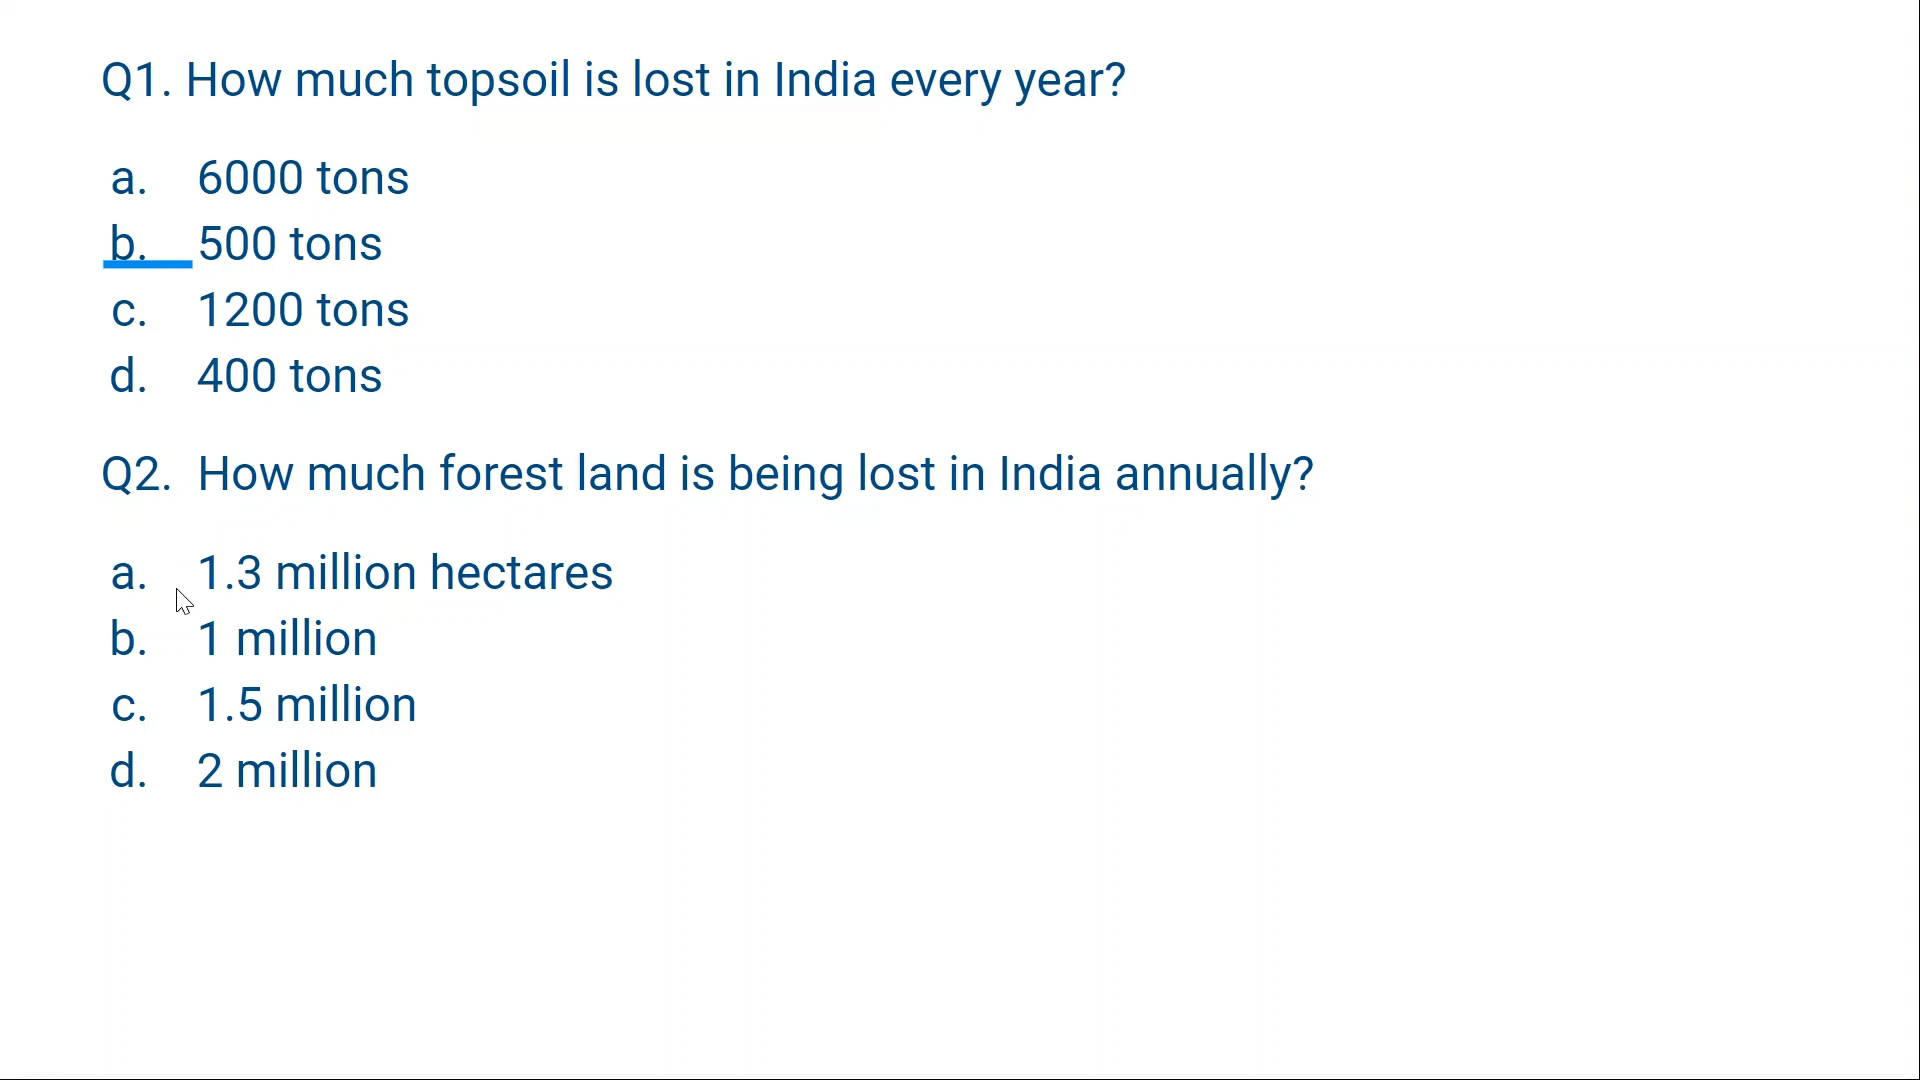 Q1. How much topsoil is lost in India every year?
a. 6000 tons
b. 500 tons
c. 1200 tons
d. 400 tons
Q2. How much forest land is being lost in India annually?
a. 1.3 million hectares
b. 1 million
c. 1.5 million
d. 2 million